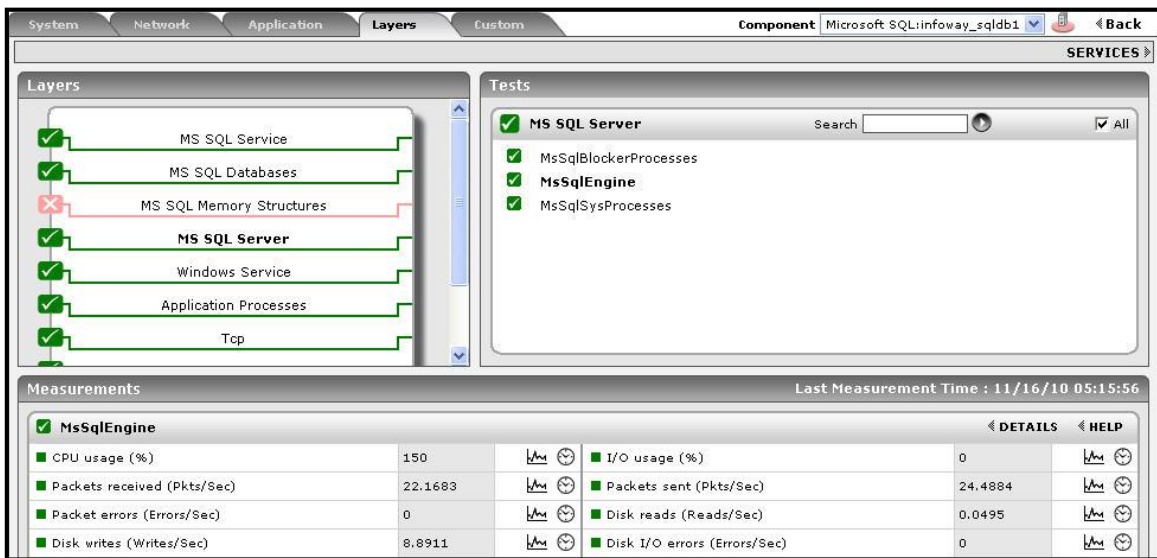 System Network Application Layers Custom Component Microsoft SQL:infoway_sqldb1 Back
SERVICES
Layers
MS SQL Service
MS SQL Databases
MS SQL Memory Structures
MS SQL Server
Windows Service
Application Processes
Tcp
Tests
MS SQL Server Search All
MsSqlBlockerProcesses
MsSqlEngine
MsSqlSysProcesses
Measurements Last Measurement Time : 11/16/10 05:15:56
MsSqlEngine DETAILS HELP
CPU usage (%) 150 I/O usage (%) 0
Packets received (Pkts/Sec) 22.1683 Packets sent (Pkts/Sec) 24.4884
Packet errors (Errors/Sec) 0 Disk reads (Reads/Sec) 0.0495
Disk writes (Writes/Sec) 8.8911 Disk I/O errors (Errors/Sec) 0